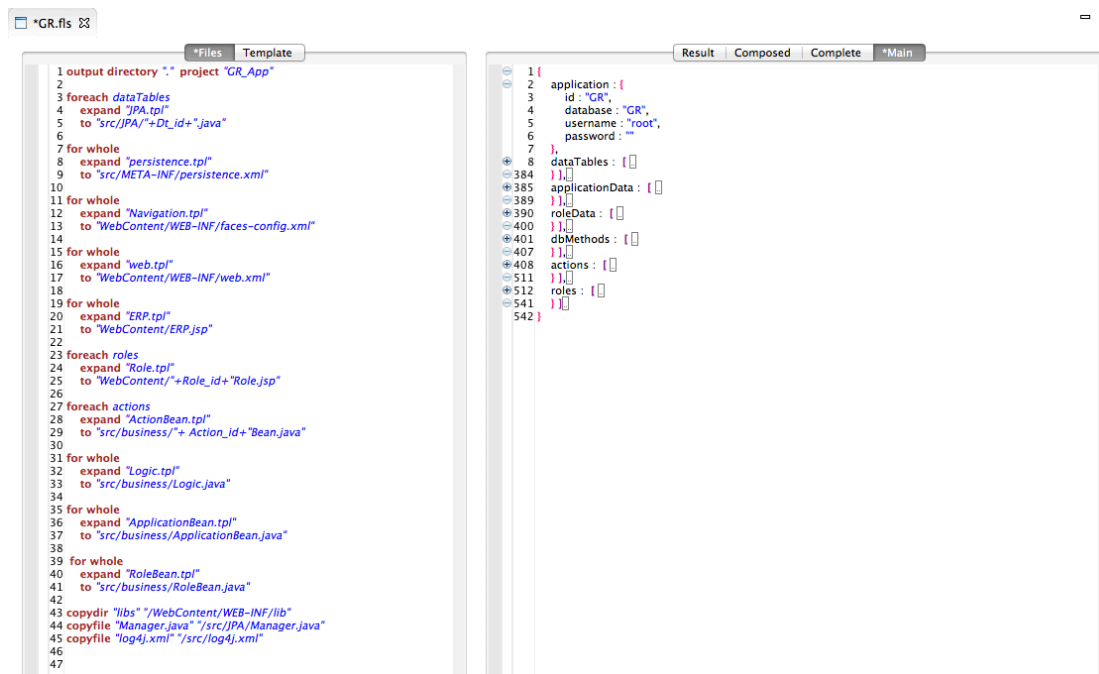 *GR.fls
*Files Template
1 output directory "." project "GR_App"
2
3 foreach dataTables
4 expand "JPA.tpl"
5 to "src/JPA/"+Dt_id+".java"
6
7 for whole
8 expand "persistence.tpl"
9 to "src/META-INF/persistence.xml"
10
11 for whole
12 expand "Navigation.tpl"
13 to "WebContent/WEB-INF/faces-config.xml"
14
15 for whole
16 expand "web.tpl"
17 to "WebContent/WEB-INF/web.xml"
18
19 for whole
20 expand "ERP.tpl"
21 to "WebContent/ERP.jsp"
22
23 foreach roles
24 expand "Role.tpl"
25 to "WebContent/"+Role_id+"Role.jsp"
26
27 foreach actions
28 expand "ActionBean.tpl"
29 to "src/business/"+ Action_id+"Bean.java"
30
31 for whole
32 expand "Logic.tpl"
33 to "src/business/Logic.java"
34
35 for whole
36 expand "ApplicationBean.tpl"
37 to "src/business/ApplicationBean.java"
38
39 for whole
40 expand "RoleBean.tpl"
41 to "src/business/RoleBean.java"
42
43 copydir "libs" "/WebContent/WEB-INF/lib"
44 copyfile "Manager.java" "/src/JPA/Manager.java"
45 copyfile "log4j.xml" "/src/log4j.xml"
46
47
Result Composed Complete *Main
1 {
2 application : {
3 id : "GR",
4 database : "GR",
5 username : "root",
6 password : ""
7 },
8 dataTables : [
384 } ],
385 applicationData : [
389 } ],
390 roleData : [
400 } ],
401 dbMethods : [
407 } ],
408 actions : [
511 } ],
512 roles : [
541 } ]
542 }